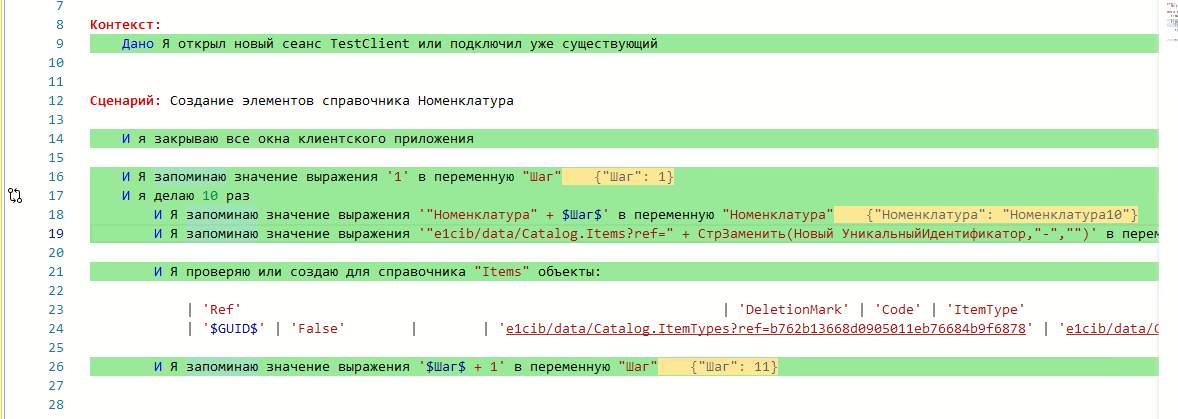 7
8 Контекст:
9 Дано Я открыл новый сеанс TestClient или подключил уже существующий
10
11
12 Сценарий: Создание элементов справочника Номенклатура
13
14 И я закрываю все окна клиентского приложения
15
16 И Я запоминаю значение выражения '1' в переменную "Шаг" {"Шаг": 1}
17 И я делаю 10 раз
18 И Я запоминаю значение выражения '"Номенклатура" + $Шаг$' в переменную "Номенклатура" {"Номенклатура": "Номенклатура10"}
19 И Я запоминаю значение выражения '"e1cib/data/Catalog.Items?ref=" + СтрЗаменить(Новый УникальныйИдентификатор,"-","")' в перем
20
21 И Я проверяю или создаю для справочника "Items" объекты:
22
23 | 'Ref' | 'DeletionMark' | 'Code' | 'ItemType'
24 | '$GUID$' | 'False' | | 'e1cib/data/Catalog.ItemTypes?ref=b762b13668d0905011eb76684b9f6878' | 'e1cib/data/C
25
26 И Я запоминаю значение выражения '$Шаг$ + 1' в переменную "Шаг" {"Шаг": 11}
27
28